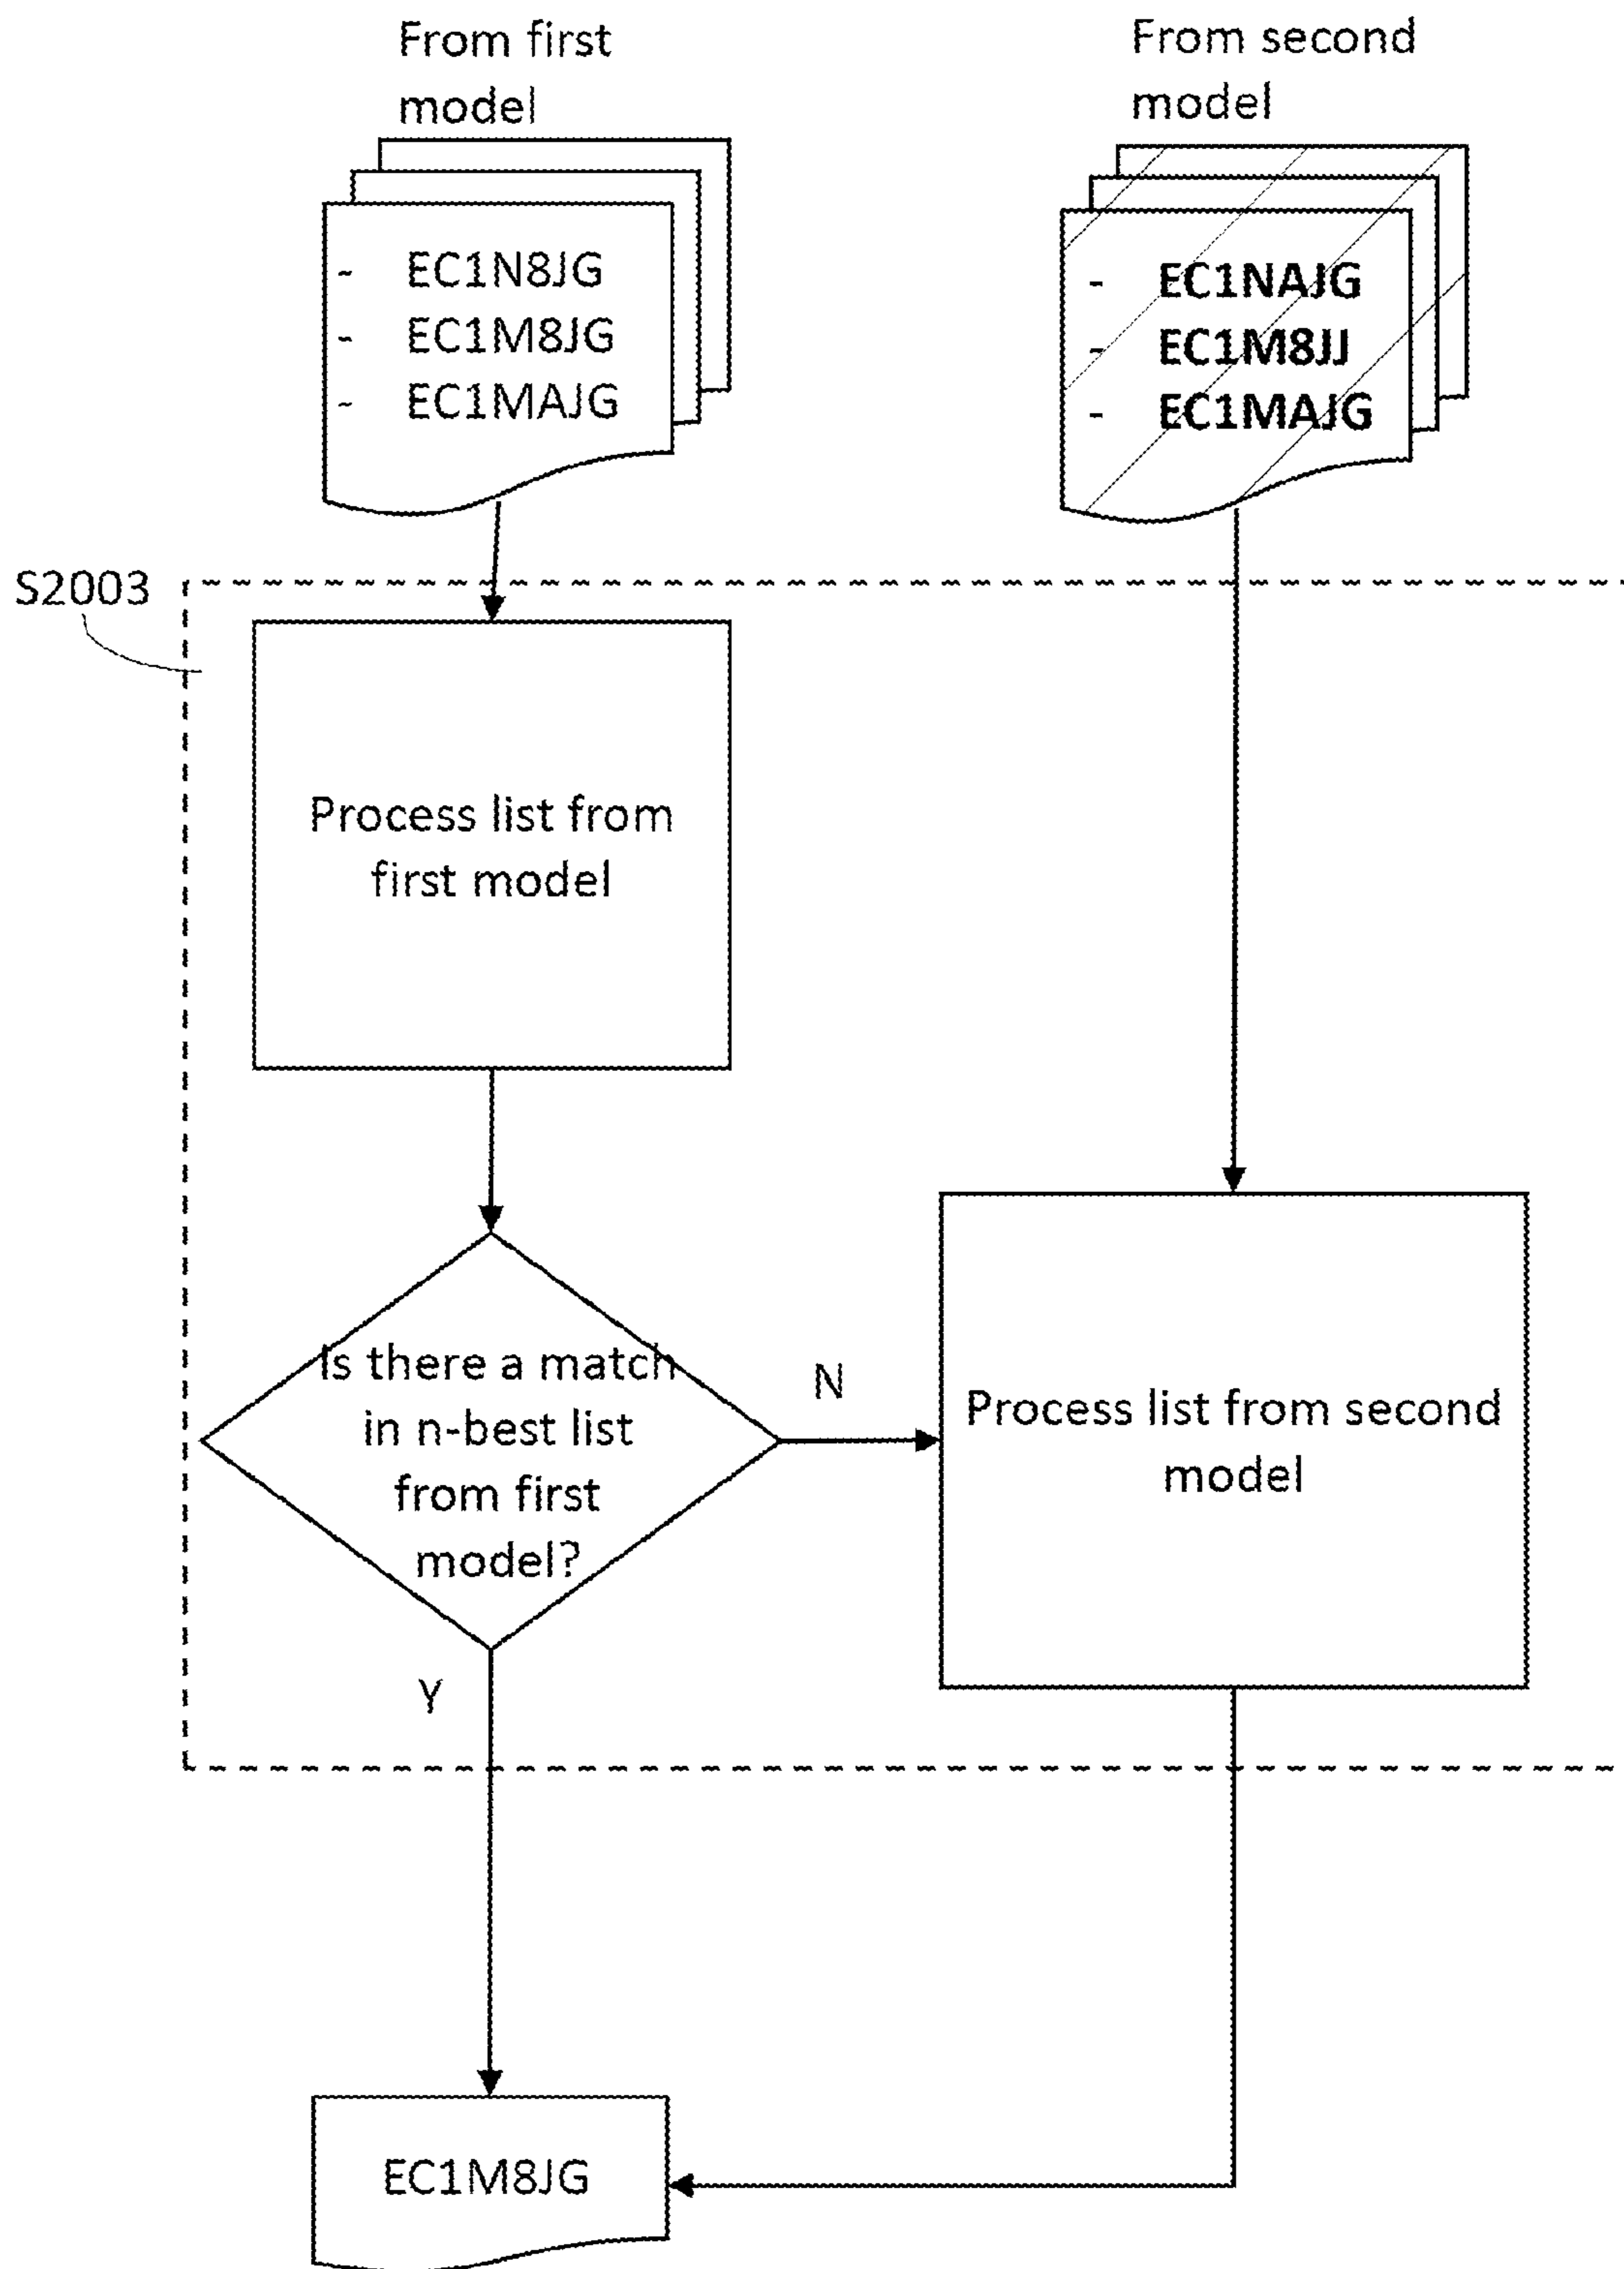 From first
model
From second
model
- EC1N8JG
- EC1M8JG
- EC1MAJG
- EC1NAJG
- EC1M8JJ
- EC1MAJG
S2003
Process list from
first model
Is there a match
in n-best list
from first
model?
N
Process list from second
model
Y
EC1M8JG